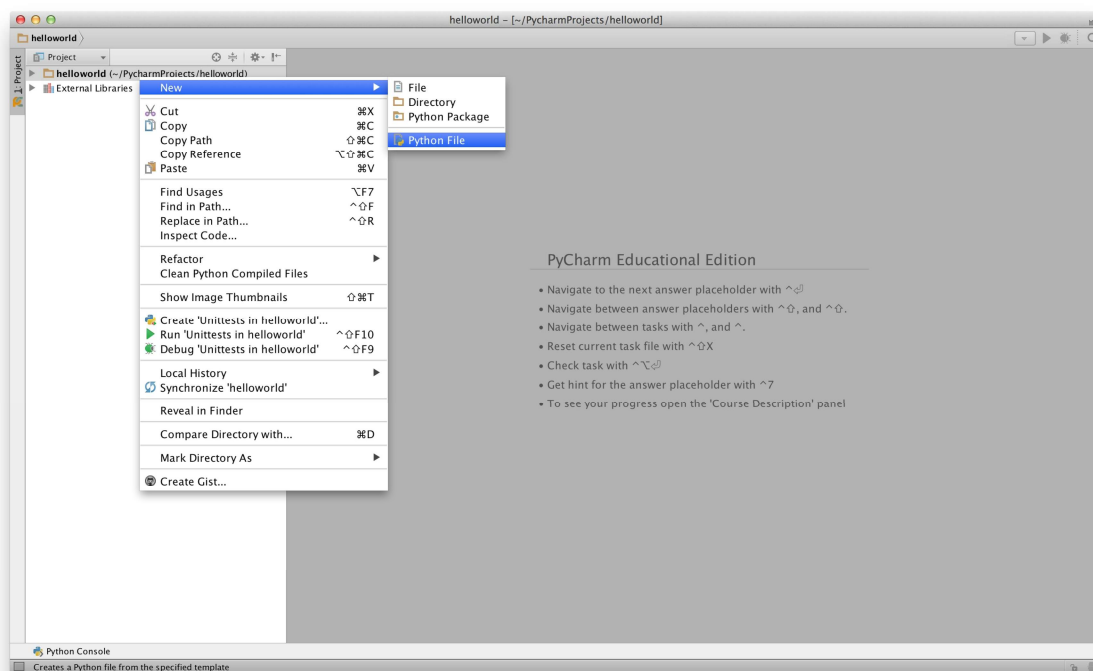 helloworld – [~/PycharmProjects/helloworld]
helloworld
Project
1: Project
helloworld (~/PycharmProjects/helloworld)
External Libraries
New
Cut ⌘X
Copy ⌘C
Copy Path ⇧⌘C
Copy Reference ⌥⇧⌘C
Paste ⌘V
Find Usages ⌥F7
Find in Path... ^⇧F
Replace in Path... ^⇧R
Inspect Code...
Refactor
Clean Python Compiled Files
Show Image Thumbnails ⇧⌘T
Create 'Unittests in helloworld'...
Run 'Unittests in helloworld' ^⇧F10
Debug 'Unittests in helloworld' ^⇧F9
Local History
Synchronize 'helloworld'
Reveal in Finder
Compare Directory with... ⌘D
Mark Directory As
Create Gist...
File
Directory
Python Package
Python File
PyCharm Educational Edition
• Navigate to the next answer placeholder with ^⏎
• Navigate between answer placeholders with ^⇧, and ^⇧.
• Navigate between tasks with ^, and ^.
• Reset current task file with ^⇧X
• Check task with ^⌥⏎
• Get hint for the answer placeholder with ^7
• To see your progress open the 'Course Description' panel
Python Console
Creates a Python file from the specified template